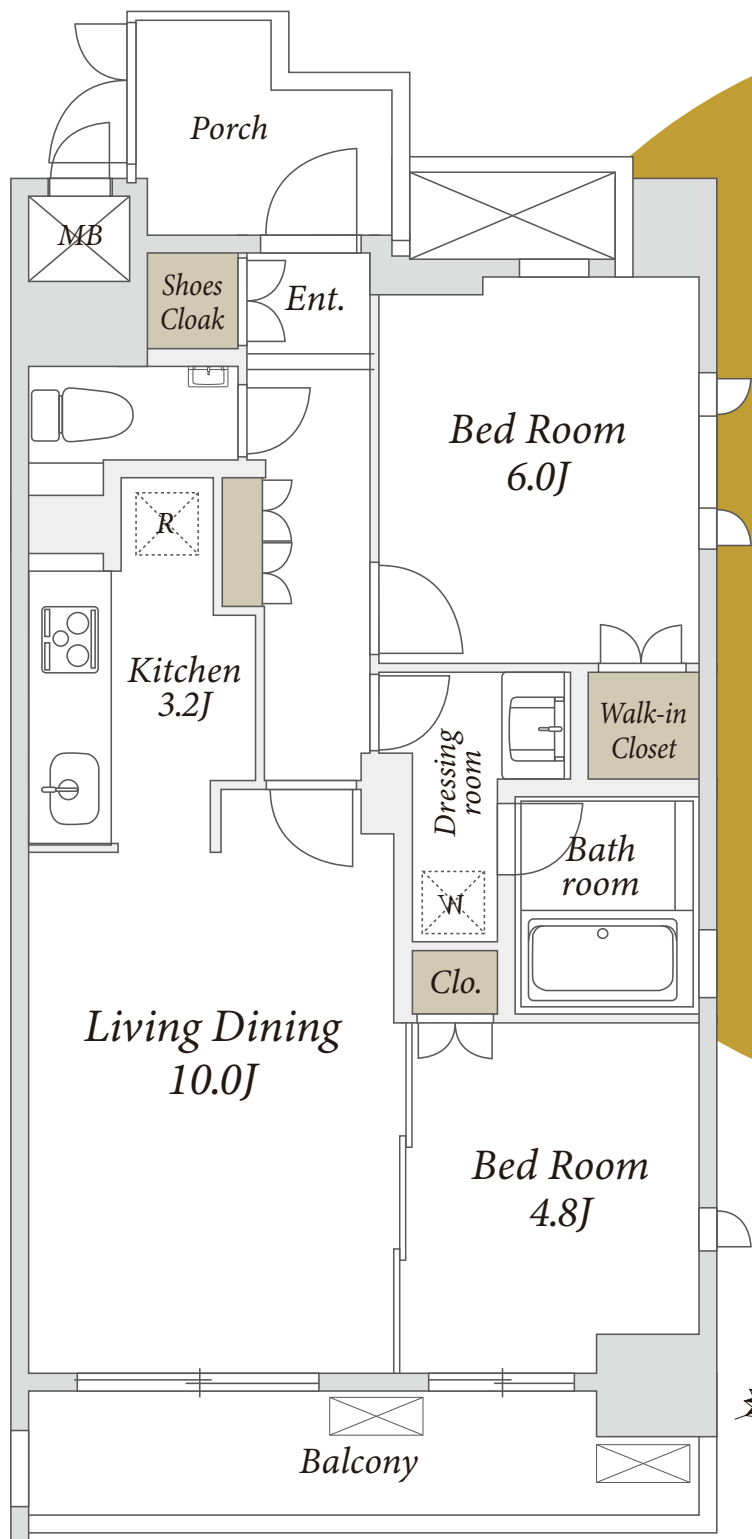 Porch
MB
Shoes
Cloak
Ent.
Bed Room
6.0J
R
Kitchen
3.2J
Walk-in
Closet
Dressing
room
Bath
room
W
Clo.
Living Dining
10.0J
Bed Room
4.8J
Balcony